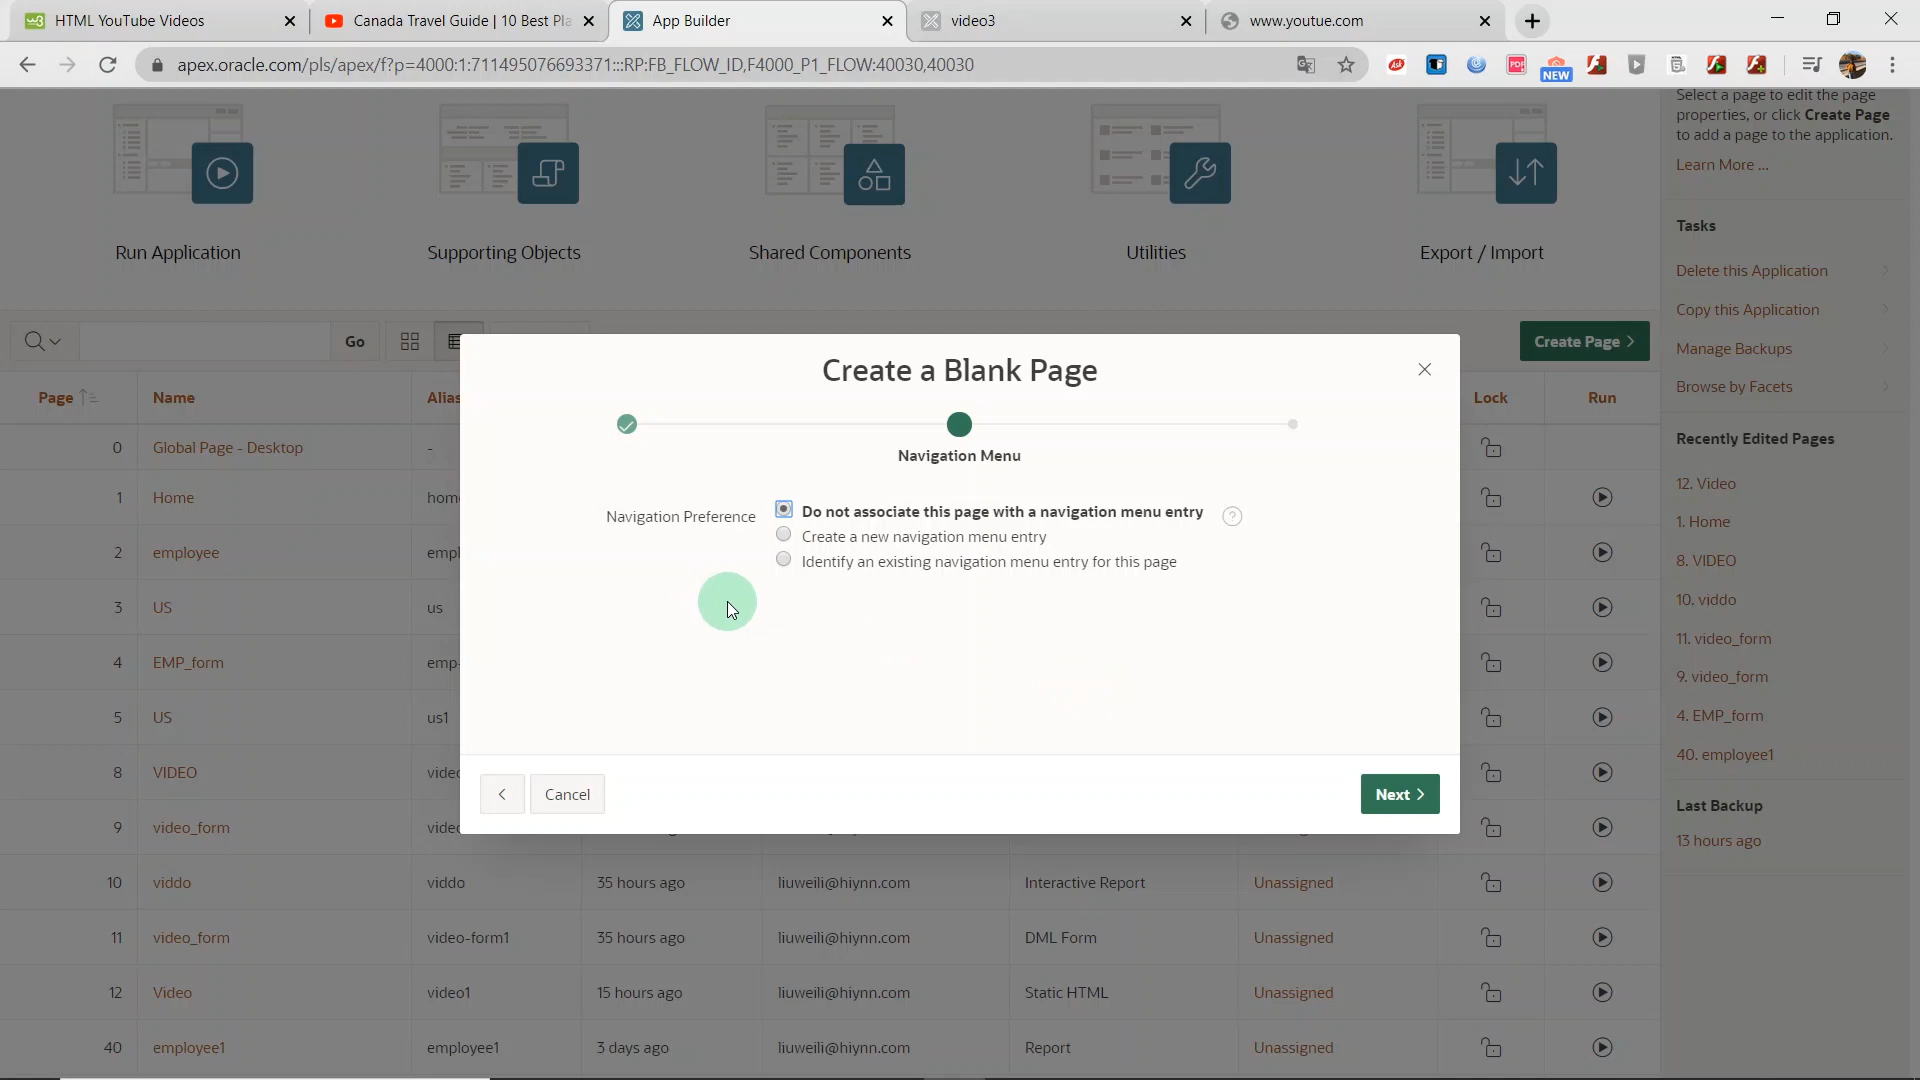 HTML YouTube Videos
Canada Travel Guide | 10 Best Pla
App Builder
video3
www.youtue.com
apex.oracle.com/pls/apex/f?p=4000:1:711495076693371:::RP:FB_FLOW_ID,F4000_P1_FLOW:40030,40030
Ask
PDF
NEW
Run Application
Supporting Objects
Shared Components
Utilities
Export / Import
Select a page to edit the page
properties, or click Create Page
to add a page to the application.
Learn More ...
Tasks
Delete this Application
Copy this Application
Manage Backups
Browse by Facets
Recently Edited Pages
12. Video
1. Home
8. VIDEO
10. viddo
11. video_form
9. video_form
4. EMP_form
40. employee1
Last Backup
13 hours ago
Go
Create Page
Create a Blank Page
Navigation Menu
Navigation Preference
Do not associate this page with a navigation menu entry ?
Create a new navigation menu entry
Identify an existing navigation menu entry for this page
Cancel
Next
Page Name Alias Lock Run
0 Global Page - Desktop -
1 Home hom
2 employee empl
3 US us
4 EMP_form emp-
5 US us1
8 VIDEO videc
9 video_form videc
10 viddo viddo 35 hours ago liuweili@hiynn.com Interactive Report Unassigned
11 video_form video-form1 35 hours ago liuweili@hiynn.com DML Form Unassigned
12 Video video1 15 hours ago liuweili@hiynn.com Static HTML Unassigned
40 employee1 employee1 3 days ago liuweili@hiynn.com Report Unassigned